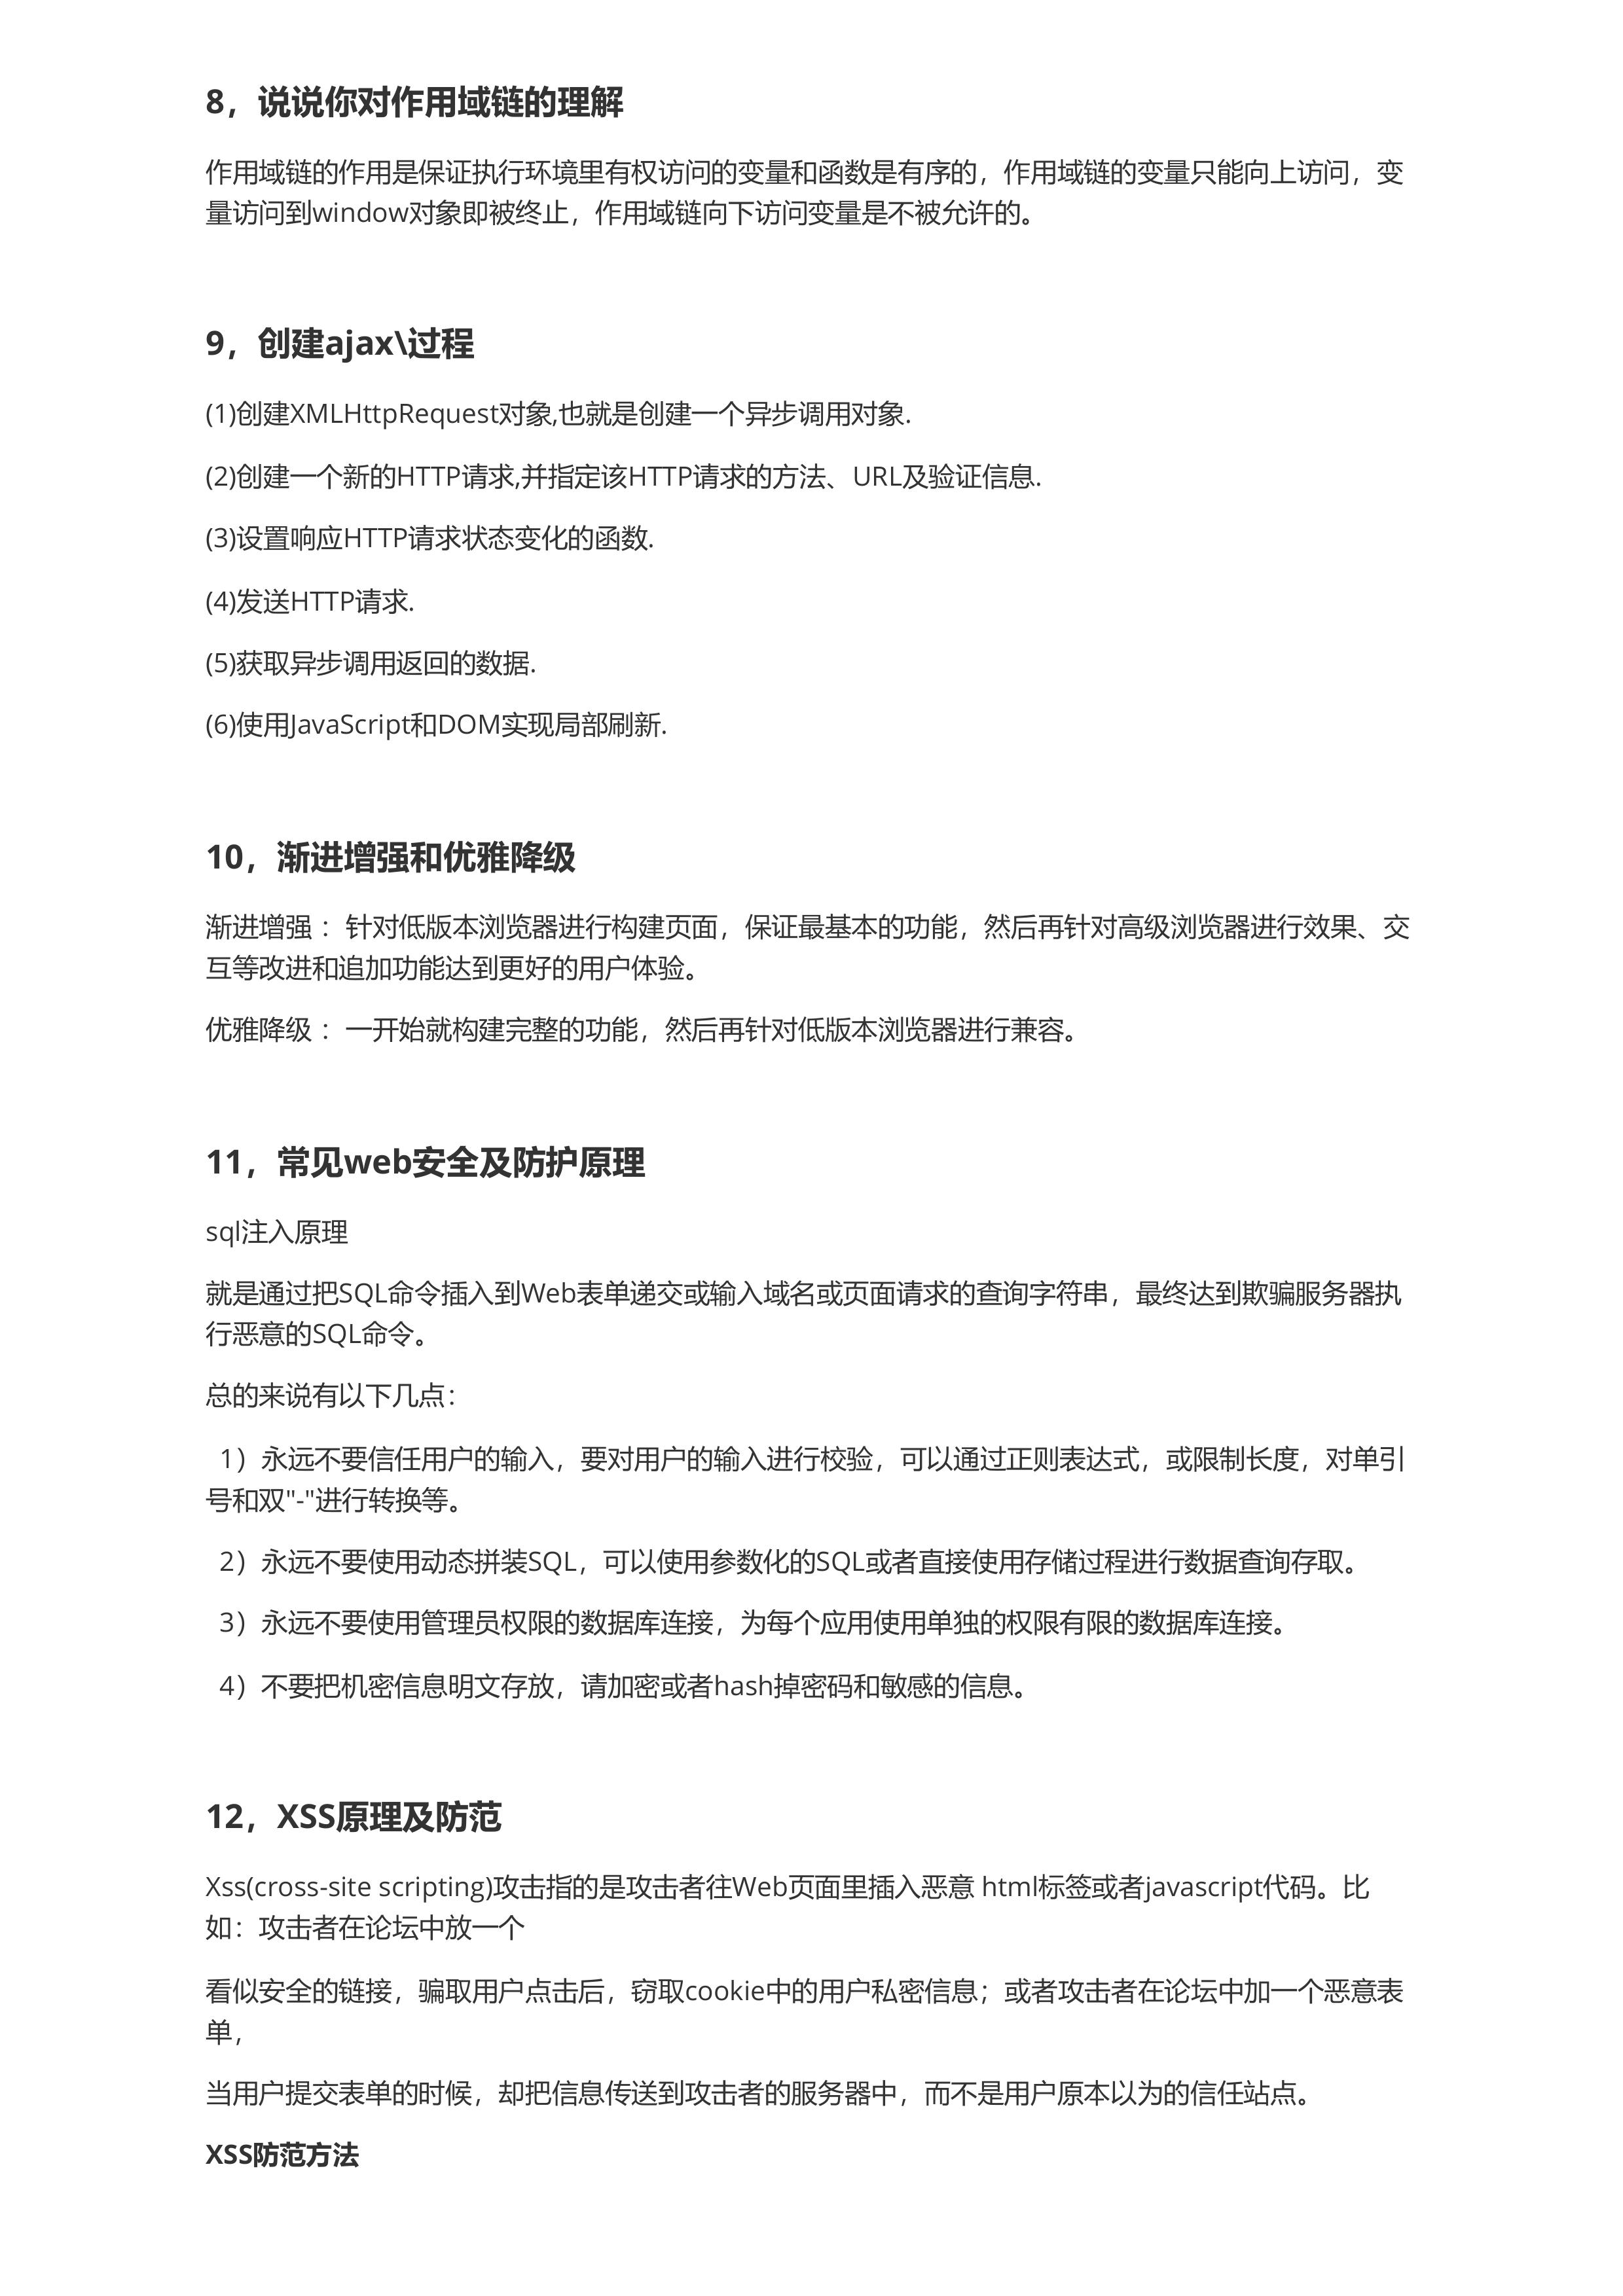 8，说说你对作用域链的理解
作用域链的作用是保证执行环境里有权访问的变量和函数是有序的，作用域链的变量只能向上访问，变
量访问到window对象即被终止，作用域链向下访问变量是不被允许的。
9，创建ajax\过程
(1)创建XMLHttpRequest对象,也就是创建一个异步调用对象.
(2)创建一个新的HTTP请求,并指定该HTTP请求的方法、URL及验证信息.
(3)设置响应HTTP请求状态变化的函数.
(4)发送HTTP请求.
(5)获取异步调用返回的数据.
(6)使用JavaScript和DOM实现局部刷新.
10，渐进增强和优雅降级
渐进增强 ：针对低版本浏览器进行构建页面，保证最基本的功能，然后再针对高级浏览器进行效果、交
互等改进和追加功能达到更好的用户体验。
优雅降级 ：一开始就构建完整的功能，然后再针对低版本浏览器进行兼容。
11，常见web安全及防护原理
sql注入原理
就是通过把SQL命令插入到Web表单递交或输入域名或页面请求的查询字符串，最终达到欺骗服务器执
行恶意的SQL命令。
总的来说有以下几点：
1）永远不要信任用户的输入，要对用户的输入进行校验，可以通过正则表达式，或限制长度，对单引
号和双"-"进行转换等。
2）永远不要使用动态拼装SQL，可以使用参数化的SQL或者直接使用存储过程进行数据查询存取。
3）永远不要使用管理员权限的数据库连接，为每个应用使用单独的权限有限的数据库连接。
4）不要把机密信息明文存放，请加密或者hash掉密码和敏感的信息。
12，XSS原理及防范
Xss(cross-site scripting)攻击指的是攻击者往Web页面里插入恶意 html标签或者javascript代码。比
如：攻击者在论坛中放一个
看似安全的链接，骗取用户点击后，窃取cookie中的用户私密信息；或者攻击者在论坛中加一个恶意表
单，
当用户提交表单的时候，却把信息传送到攻击者的服务器中，而不是用户原本以为的信任站点。
XSS防范方法